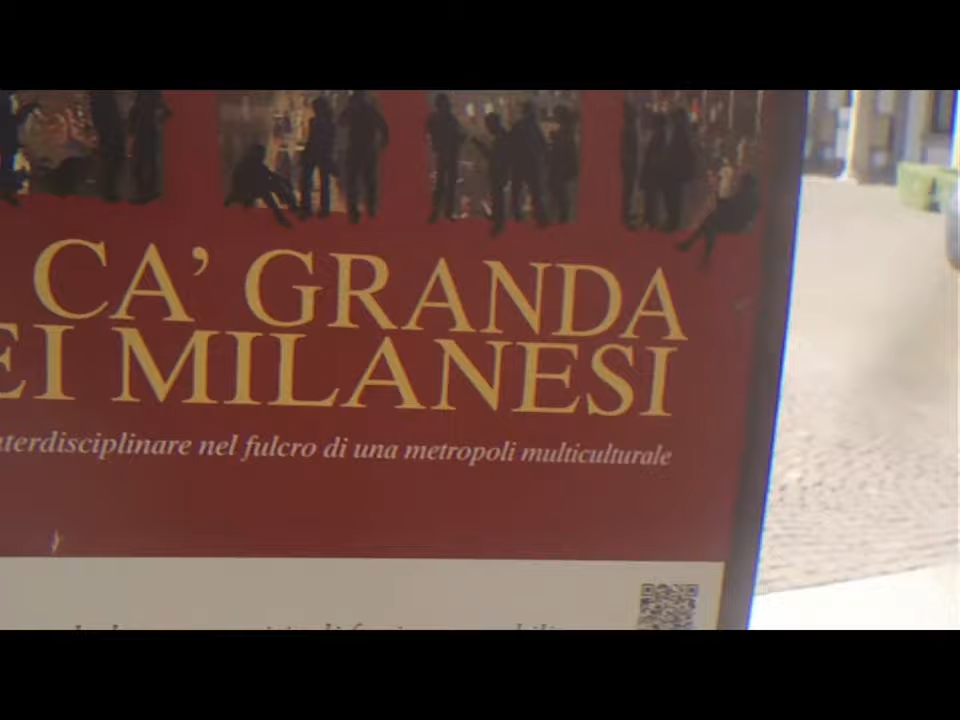 CA' GRANDA
EI MILANESI
nterdisciplinare nel fulcro di una metropoli multiculturale